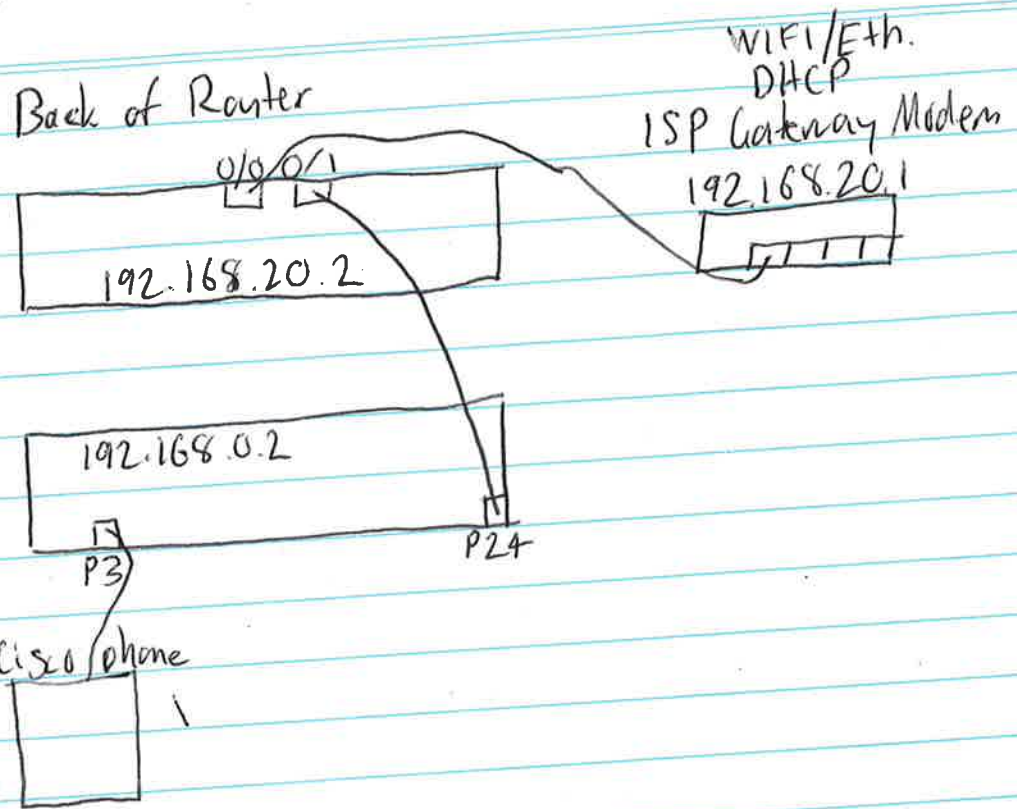 WIFI/Eth.
DHCP
ISP Gateway Modem
192.168.20.1
Back of Router
0/0 0/1
192.168.20.2
192.168.0.2
P3
P24
Cisco phone